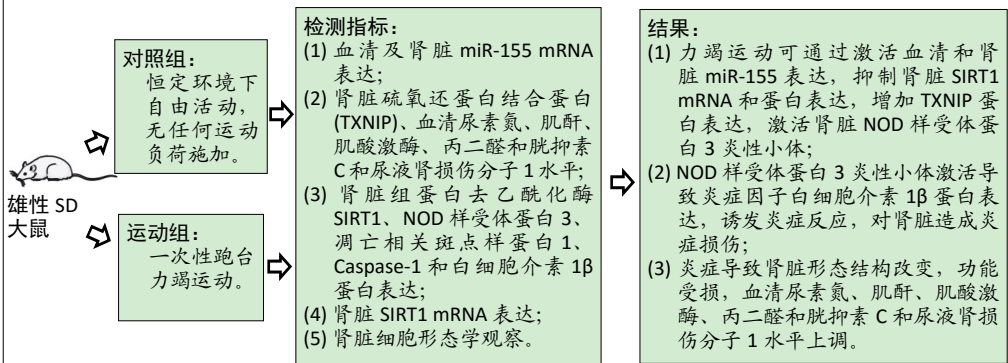 对照组：
恒定环境下
自由活动，
无任何运动
负荷施加。
雄性 SD
大鼠
运动组：
一次性跑台
力竭运动。
检测指标：
(1) 血清及肾脏 miR-155 mRNA
表达；
(2) 肾脏硫氧还蛋白结合蛋白
(TXNIP)、血清尿素氮、肌酐、
肌酸激酶、丙二醛和胱抑素
C 和尿液肾损伤分子 1 水平；
(3) 肾脏组蛋白去乙酰化酶
SIRT1、NOD 样受体蛋白 3、
凋亡相关斑点样蛋白 1、
Caspase-1 和白细胞介素 1β
蛋白表达；
(4) 肾脏 SIRT1 mRNA 表达；
(5) 肾脏细胞形态学观察。
结果：
(1) 力竭运动可通过激活血清和肾
脏 miR-155 表达，抑制肾脏 SIRT1
mRNA 和蛋白表达，增加 TXNIP 蛋
白表达，激活肾脏 NOD 样受体蛋
白 3 炎性小体；
(2) NOD 样受体蛋白 3 炎性小体激活导
致炎症因子白细胞介素 1β 蛋白表
达，诱发炎症反应，对肾脏造成炎
症损伤；
(3) 炎症导致肾脏形态结构改变，功能
受损，血清尿素氮、肌酐、肌酸激
酶、丙二醛和胱抑素 C 和尿液肾损
伤分子 1 水平上调。